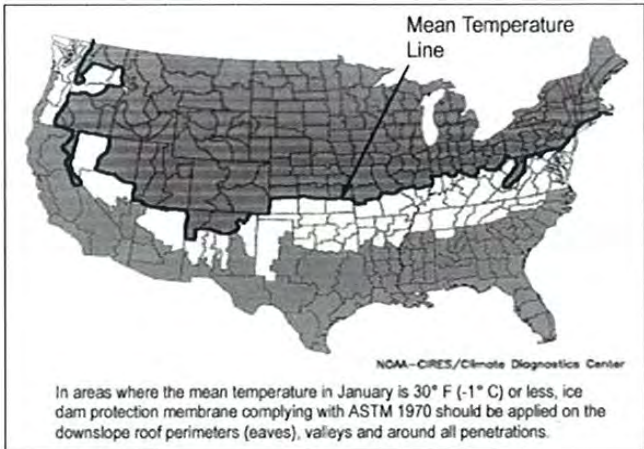 Mean Temperature
Line
NOAA-CIRES/Climate Diagnostics Center
In areas where the mean temperature in January is 30° F (-1° C) or less, ice
dam protection membrane complying with ASTM 1970 should be applied on the
downslope roof perimeters (eaves), valleys and around all penetrations.